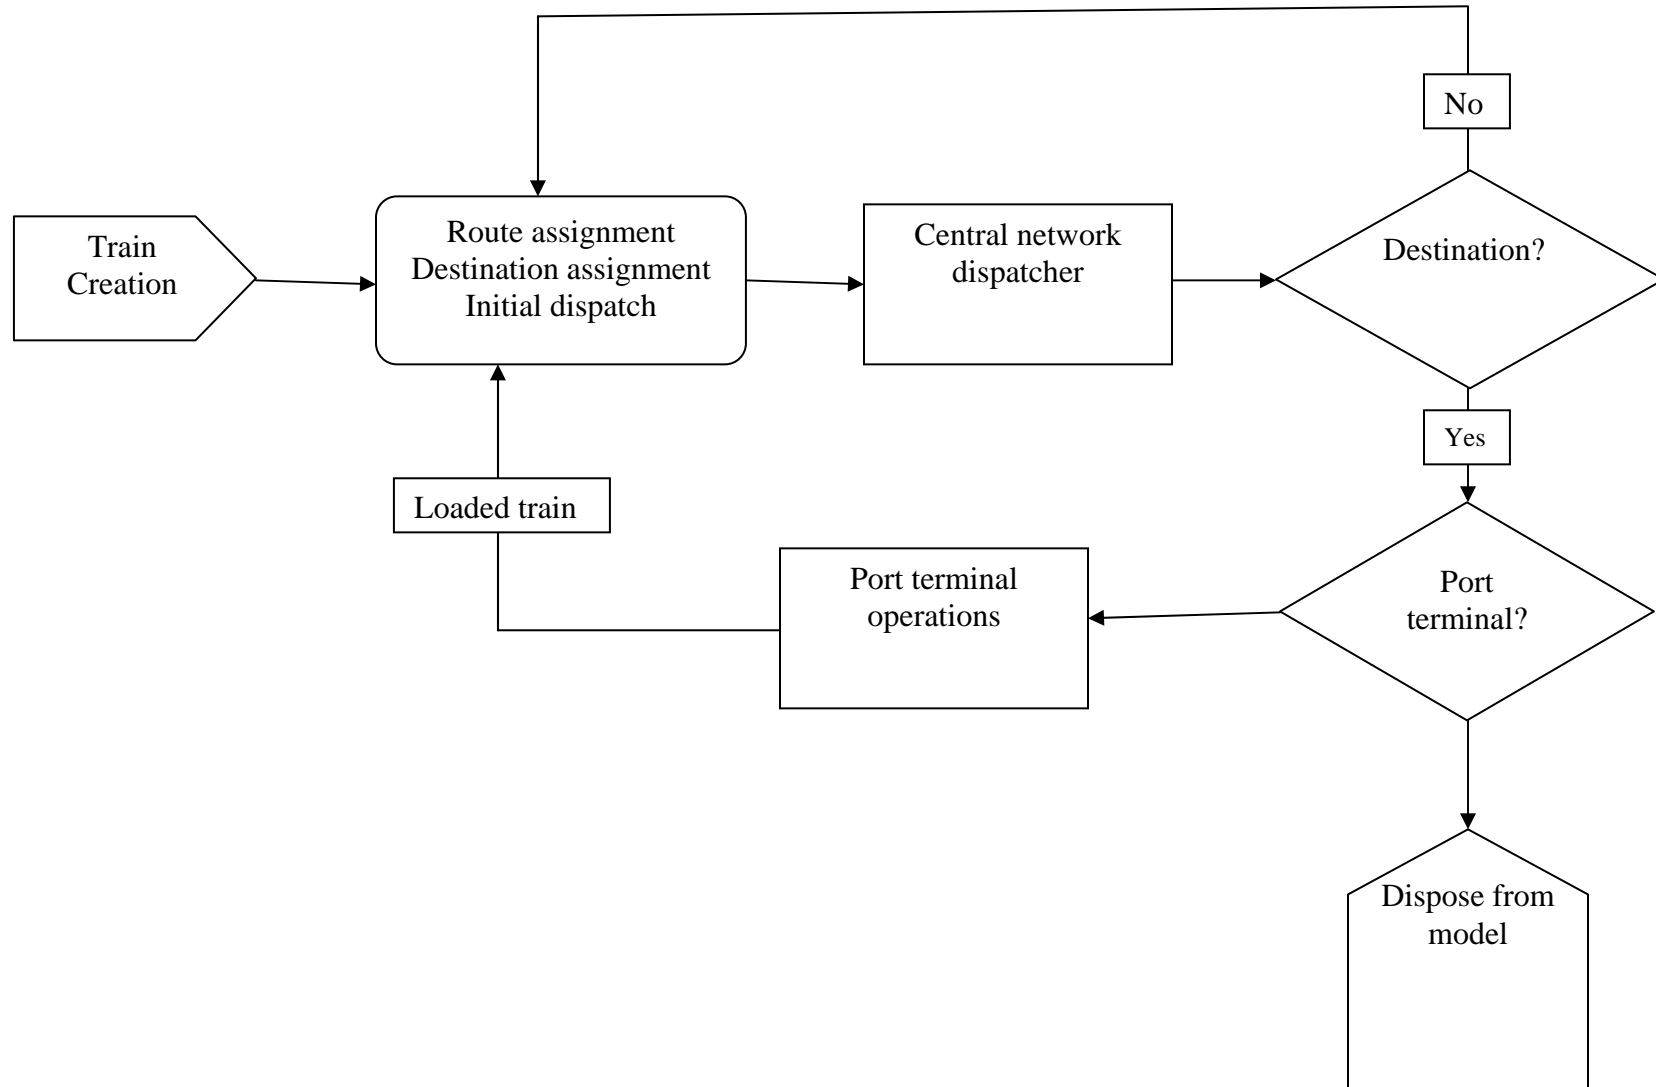 No
Train
Creation
Route assignment
Destination assignment
Initial dispatch
Central network
dispatcher
Destination?
Yes
Loaded train
Port terminal
operations
Port
terminal?
Dispose from
model